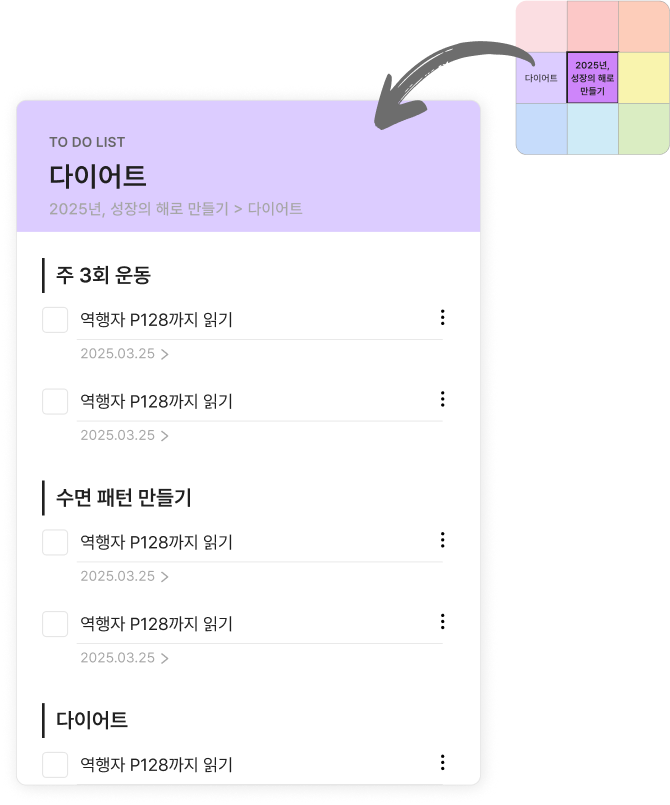 다이어트
2025년,
성장의 해로
만들기
TO DO LIST
다이어트
2025년, 성장의 해로 만들기 > 다이어트
주 3회 운동
역행자 P128까지 읽기
2025.03.25 >
역행자 P128까지 읽기
2025.03.25 >
수면 패턴 만들기
역행자 P128까지 읽기
2025.03.25 >
역행자 P128까지 읽기
2025.03.25 >
다이어트
역행자 P128까지 읽기